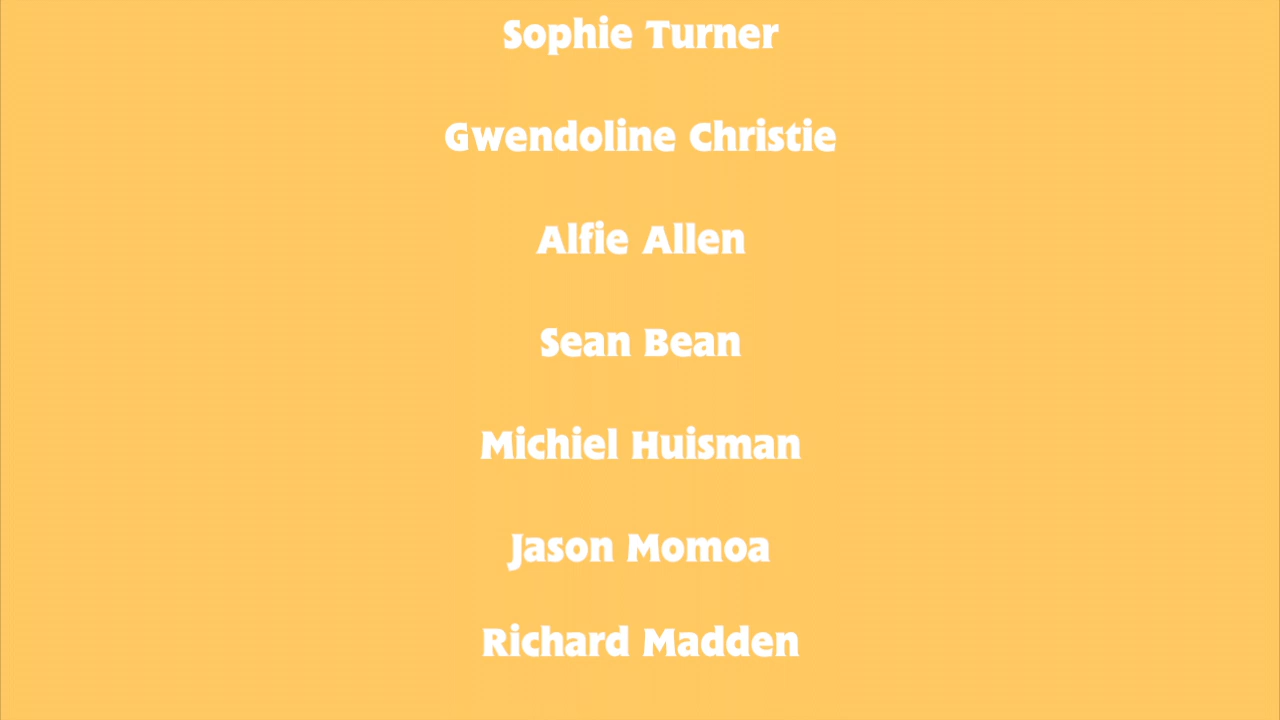 Sophie Turner
Gwendoline Christie
Alfie Allen
Sean Bean
Michiel Huisman
Jason Momoa
Richard Madden